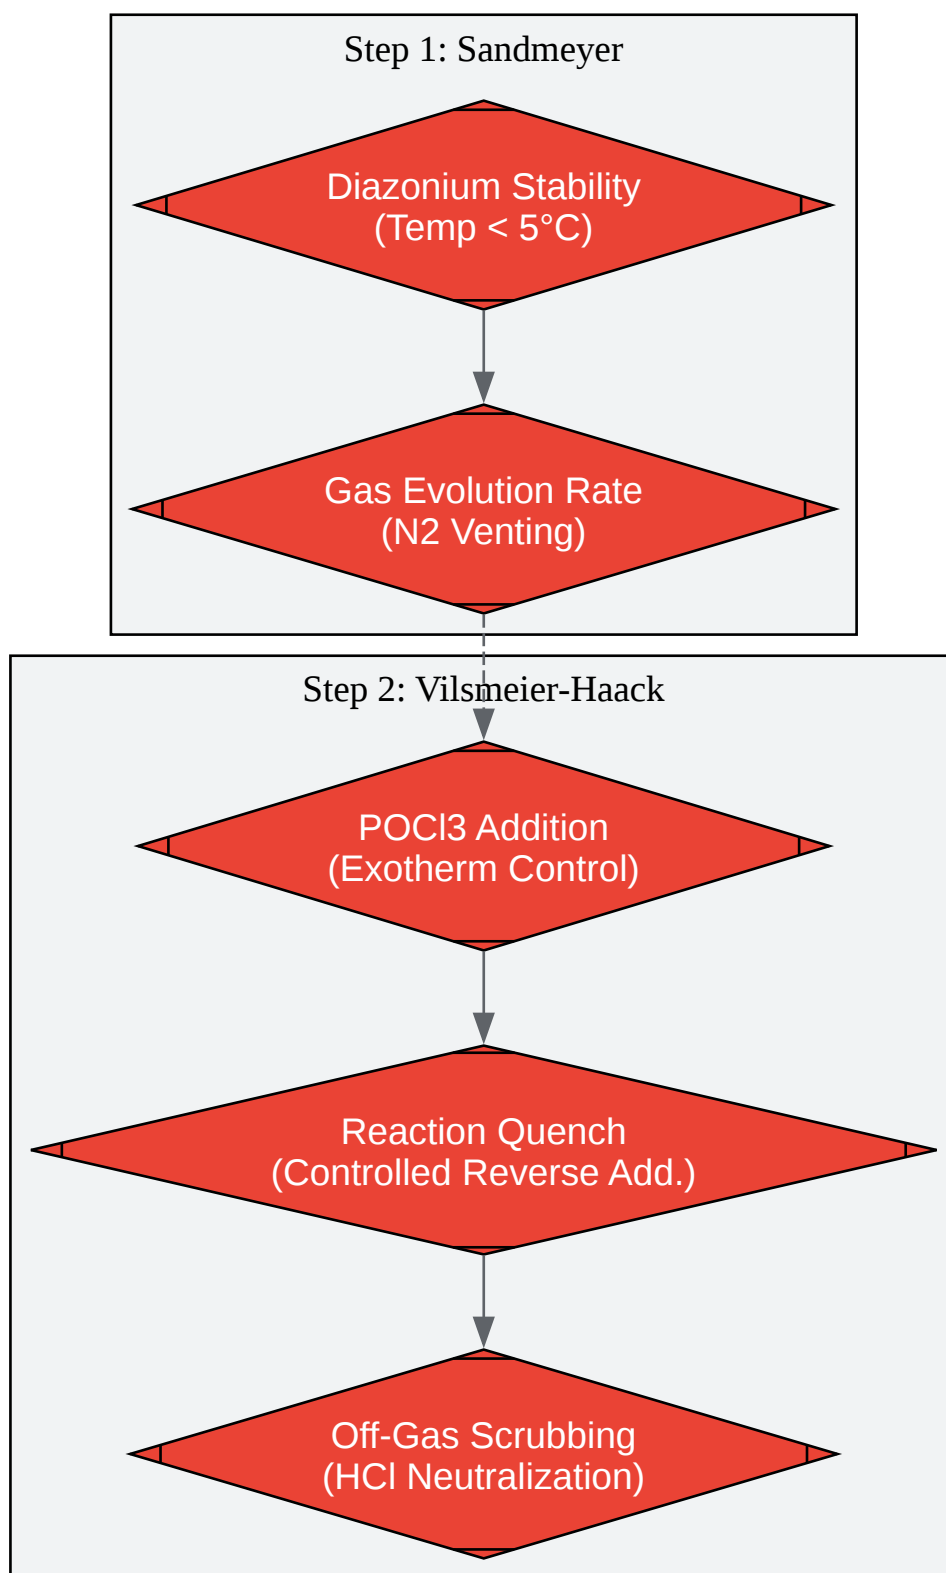 Step 1: Sandmeyer
Diazonium Stability
(Temp < 5°C)
Gas Evolution Rate
(N2 Venting)
Step 2: Vilsmeier-Haack
POCl3 Addition
(Exotherm Control)
Reaction Quench
(Controlled Reverse Add.)
Off-Gas Scrubbing
(HCl Neutralization)